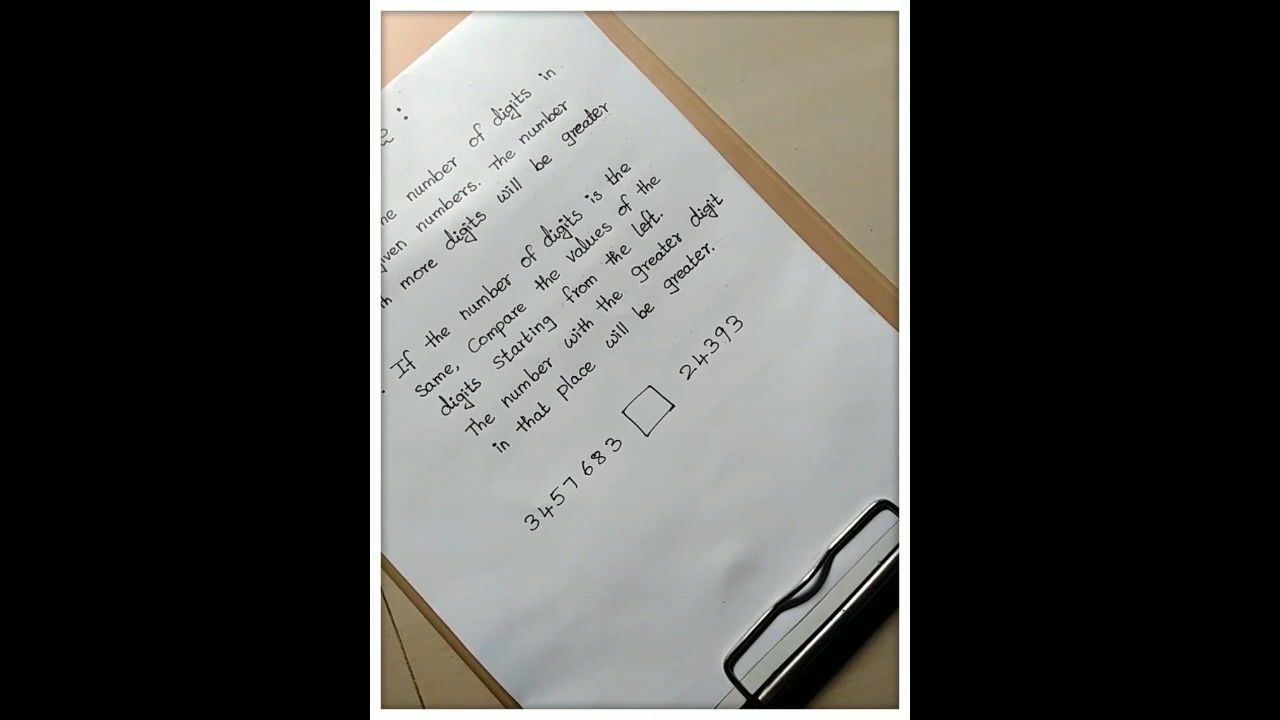 :
number of digits in
numbers. The number
more digits will be greater
If the number of digits is the
same, Compare the values of the
digits starting from the left.
The number with the greater digit
in that place will be greater.
3457683 24393